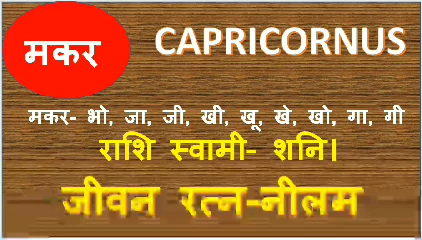 मकर
CAPRICORNUS
मकर- भो, जा, जी, खी, खू, खे, खो, गा, गी
राशि स्वामी- शनि।
जीवन रत्न-नीलम